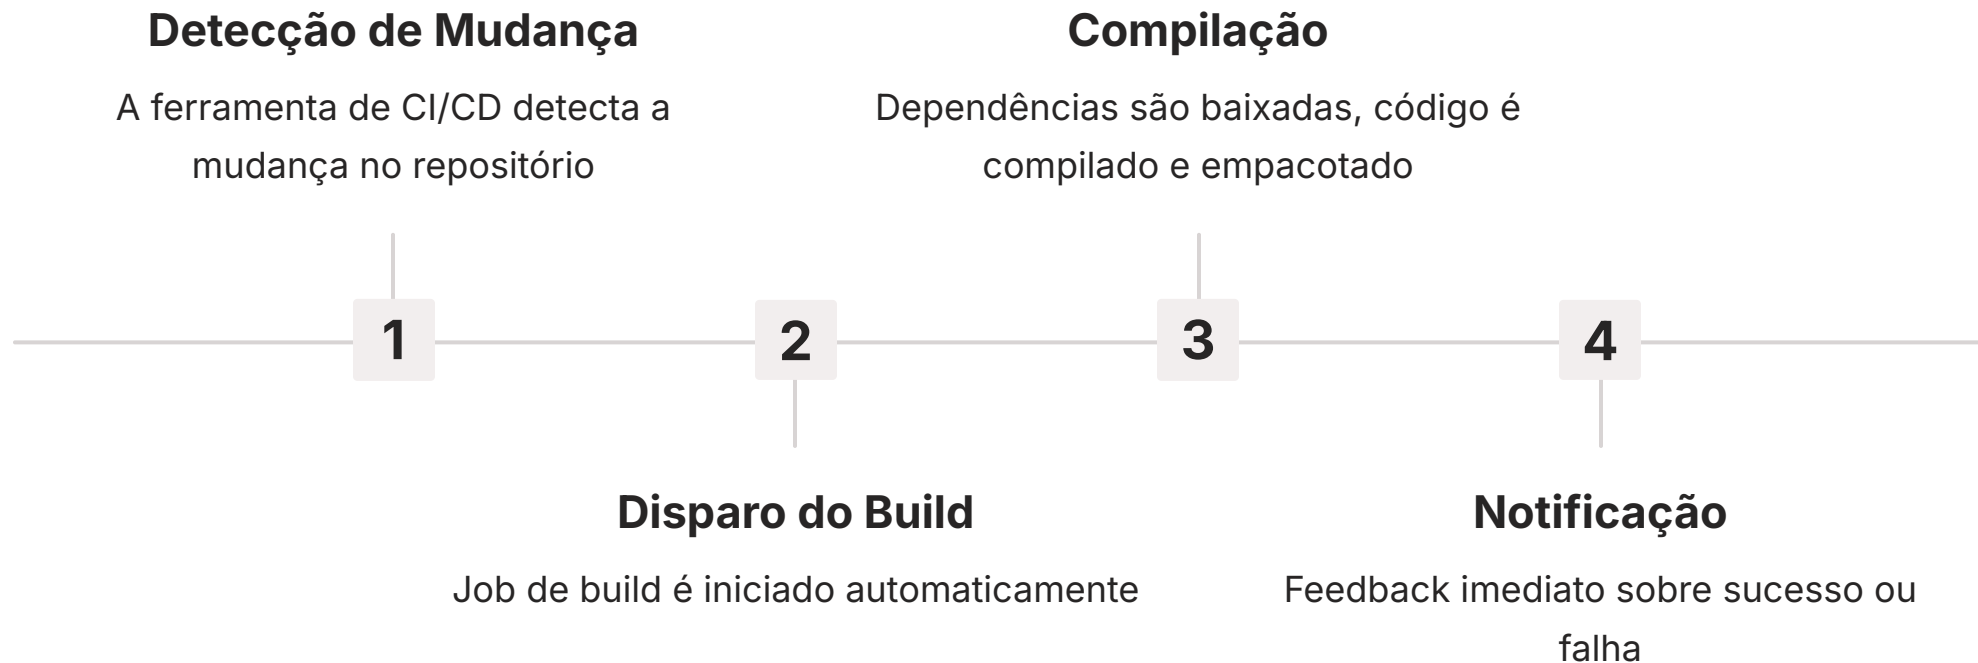 Detecção de Mudança
A ferramenta de CI/CD detecta a
mudança no repositório
Compilação
Dependências são baixadas, código é
compilado e empacotado
1
2
3
4
Disparo do Build
Job de build é iniciado automaticamente
Notificação
Feedback imediato sobre sucesso ou
falha